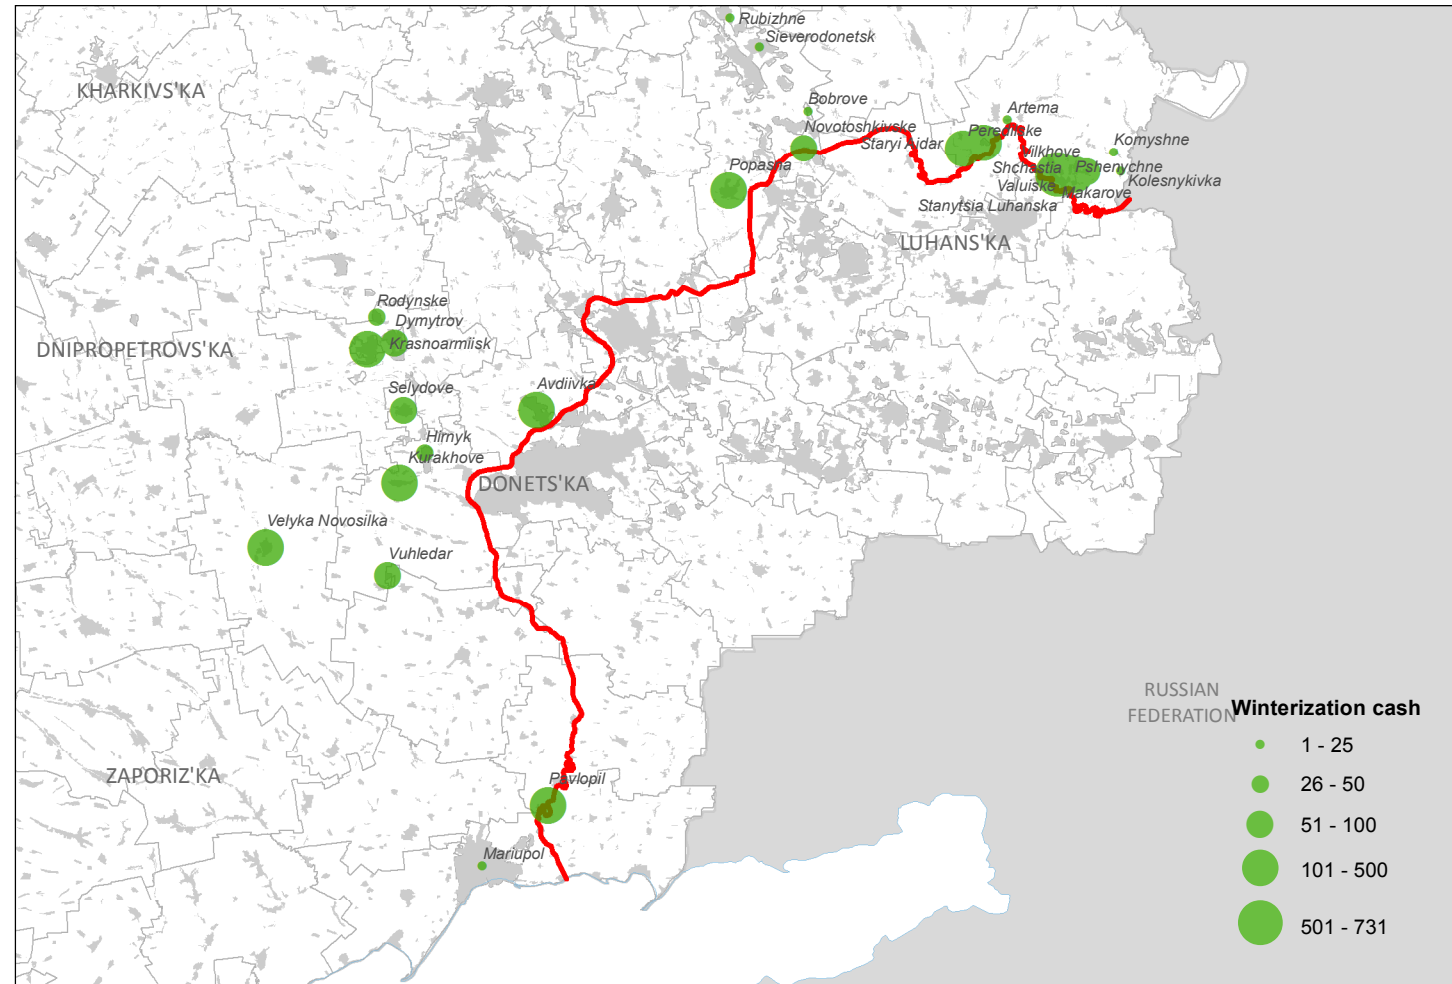 Rubizhne
Sieverodonetsk
KHARKIVS'KA
Bobrove
Artema
Novotoshkivske
Peredilske
Staryi Aidar
Komyshne
Vilkhove
Popasna
Shchastia
Pshenychne
Kolesnykivka
Valuiske
Makarove
Stanytsia Luhanska
LUHANS'KA
Rodynske
Dymytrov
Krasnoarmiisk
DNIPROPETROVS'KA
Selydove
Avdiivka
Hirnyk
Kurakhove
DONETS'KA
Velyka Novosilka
Vuhledar
RUSSIAN
FEDERATION
Winterization cash
1 - 25
26 - 50
51 - 100
101 - 500
501 - 731
ZAPORIZ'KA
Pavlopil
Mariupol